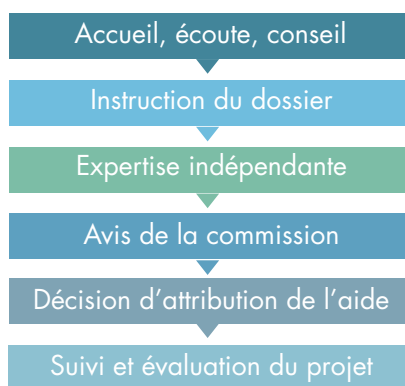 Accueil, écoute, conseil
Instruction du dossier
Expertise indépendante
Avis de la commission
Décision d’attribution de l’aide
Suivi et évaluation du projet